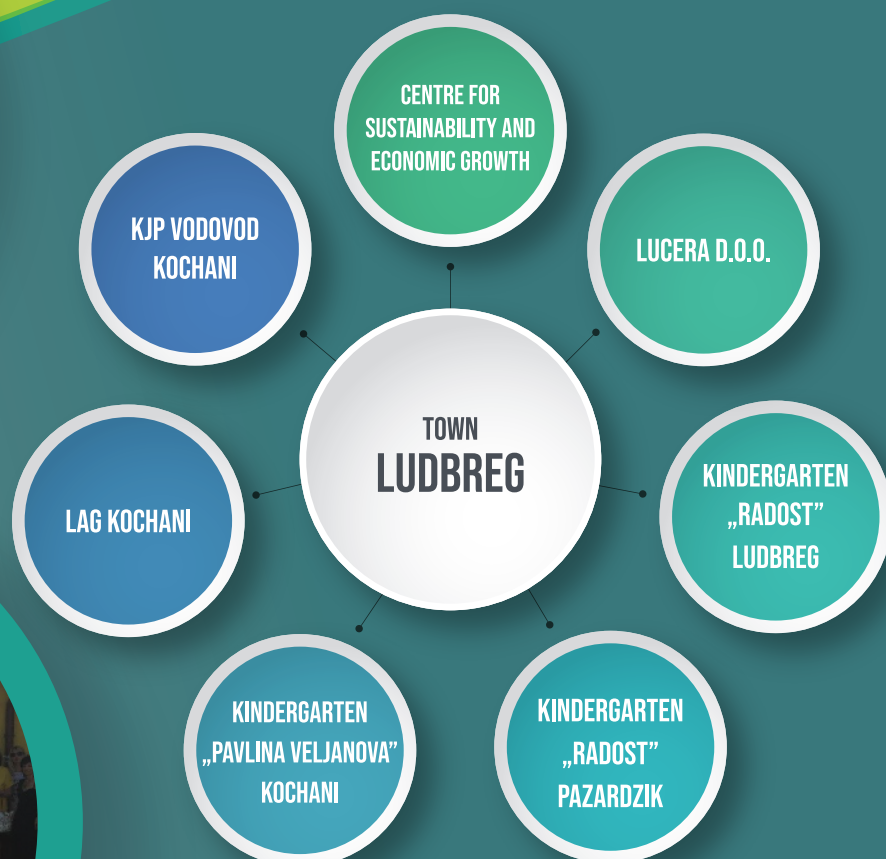 CENTRE FOR
SUSTAINABILITY AND
ECONOMIC GROWTH
KJP VODOVOD
KOCHANI
LUCERA D.O.O.
TOWN
LUDBREG
LAG KOCHANI
KINDERGARTEN
„RADOST”
LUDBREG
KINDERGARTEN
„PAVLINA VELJANOVA”
KOCHANI
KINDERGARTEN
„RADOST”
PAZARDZIK